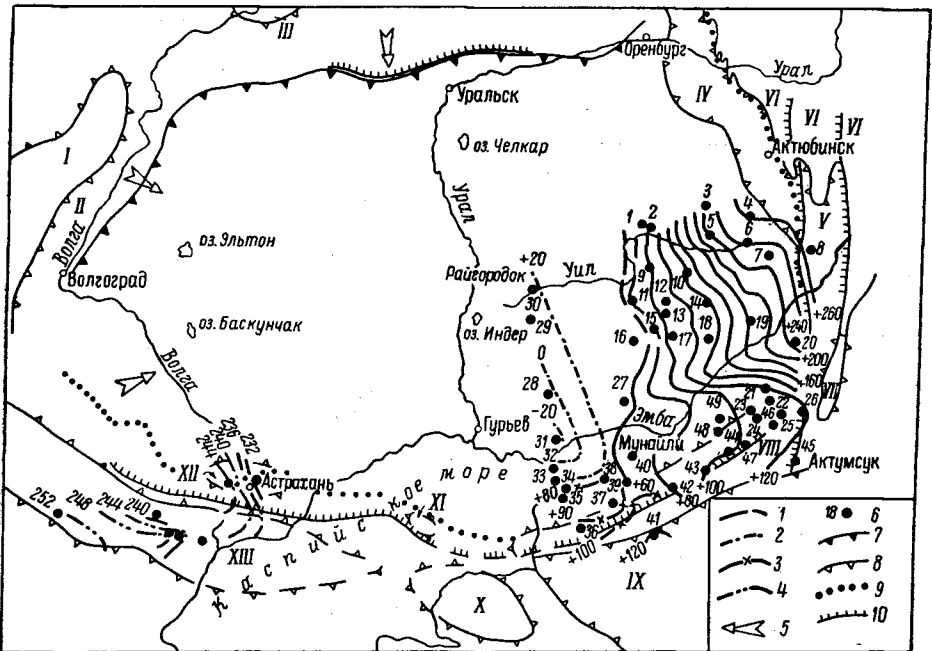 III
IV
Оренбург
Урал
VI
VI
VI
Уральск
оз. Челкар
Актюбинск
I
II
Волга
Волгоград
оз. Эльтон
оз. Баскунчак
Волга
Урал
V
3
4
1
2
5
6
7
8
Райгородок
+20
Уил
30
29
оз. Индер
9
10
11
12
13
14
15
16
17
18
19
20
+240
+260
+200
+160
VII
0
28
-20
27
Эмба
Гурьев
31
32
33
34
35
36
37
38
39
40
41
42
43
44
45
46
47
48
49
21
22
23
24
25
26
VIII
Минайли
Актумсук
+80
+90
+100
+120
+60
+80
+100
+120
236
240
244
232
XII
Астрахань
252
248
244
240
XIII
Каспийское
море
XI
X
IX
1
2
3
4
5
18 6
7
8
9
10